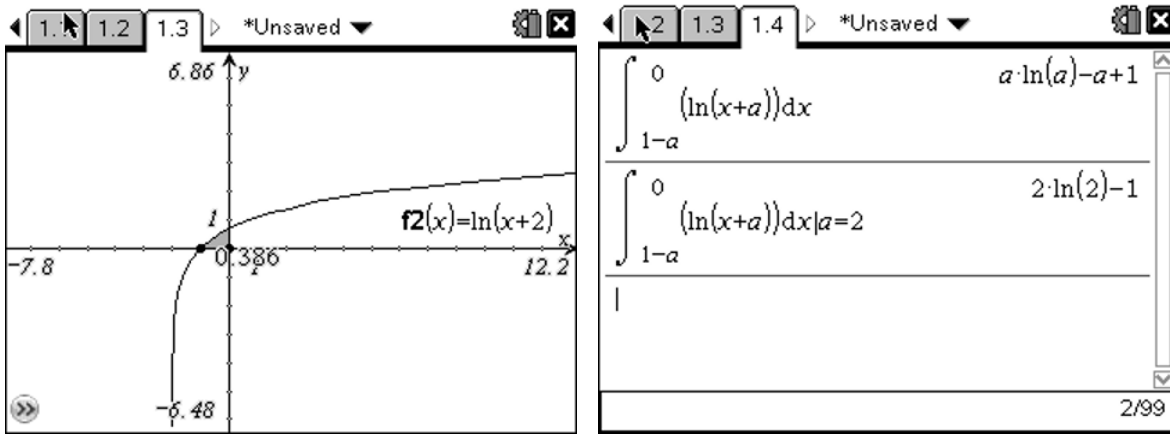 1.1 1.2 1.3 *Unsaved
6.86 y
1
f2(x)=ln(x+2)
x
-7.8 0.386 12.2
-6.48
2 1.3 1.4 *Unsaved
∫ 0 1-a (ln(x+a))dx a·ln(a)-a+1
∫ 0 1-a (ln(x+a))dx|a=2 2·ln(2)-1
2/99